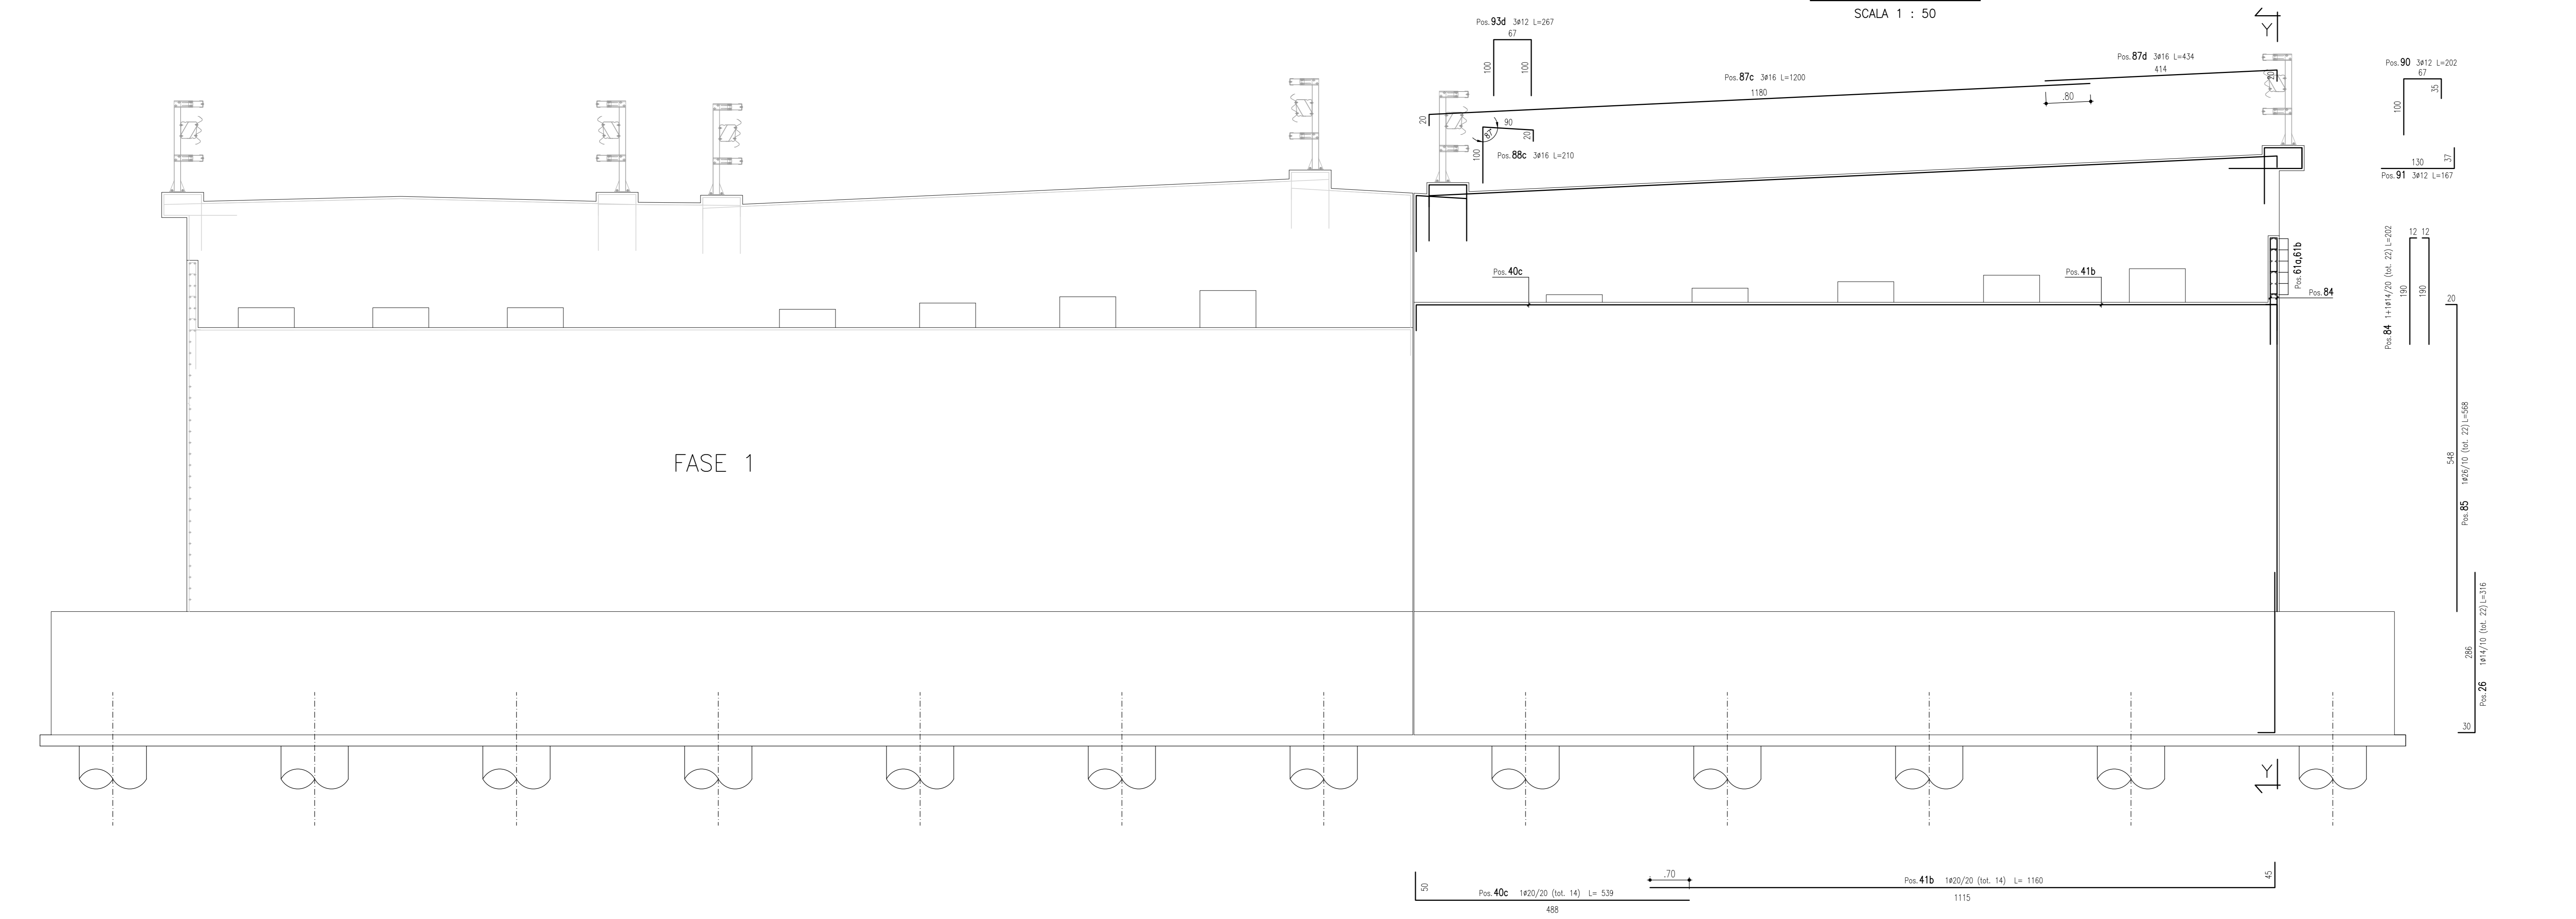 SCALA 1 : 50
Pos.93d 3ø12 L=267
67
100
100
Pos.87c 3ø16 L=1200
1180
20
Pos.87d 3ø16 L=434
414
20
.80
90
20
87
100
Pos.88c 3ø16 L=210
Y
Pos.90 3ø12 L=202
67
35
100
130
37
Pos.91 3ø12 L=167
Pos.40c
Pos.41b
Pos.61a,61b
Pos.84
Pos.84 1+1ø14/20 (tot. 22) L=202
12 12
190
190
20
548
Pos.85 1ø26/10 (tot. 22) L=568
FASE 1
286
30
Pos.26 1ø14/10 (tot. 22) L=316
Y
50
Pos.40c 1ø20/20 (tot. 14) L= 539
488
.70
Pos.41b 1ø20/20 (tot. 14) L= 1160
1115
45